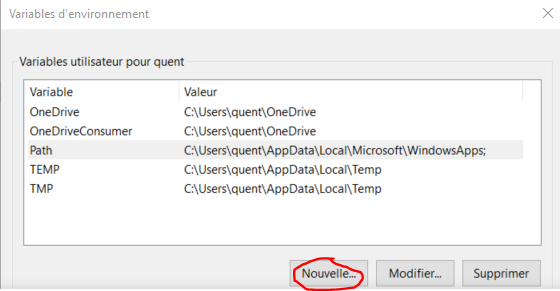 Variables d'environnement
Variables utilisateur pour quent
Variable Valeur
OneDrive C:\Users\quent\OneDrive
OneDriveConsumer C:\Users\quent\OneDrive
Path C:\Users\quent\AppData\Local\Microsoft\WindowsApps;
TEMP C:\Users\quent\AppData\Local\Temp
TMP C:\Users\quent\AppData\Local\Temp
Nouvelle... Modifier... Supprimer